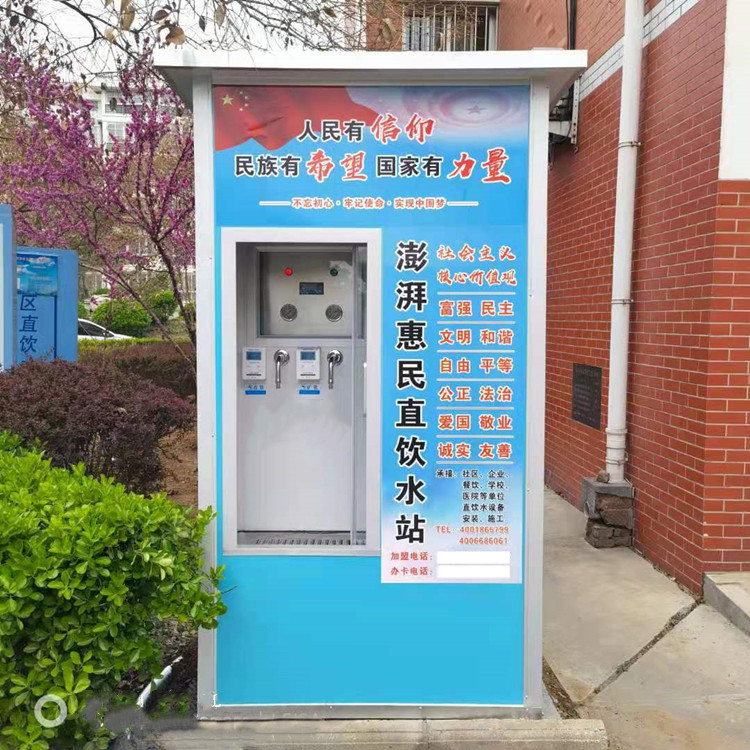 人民有信仰
民族有希望 国家有力量
不忘初心·牢记使命·实现中国梦
澎湃惠民直饮水站
社会主义
核心价值观
富强 民主
文明 和谐
自由 平等
公正 法治
爱国 敬业
诚实 友善
承接、社区、企业、
餐饮、学校、
医院等单位
直饮水设备
安装、施工
TEL：4001865799
4006686061
加盟电话：
办卡电话：
区直饮